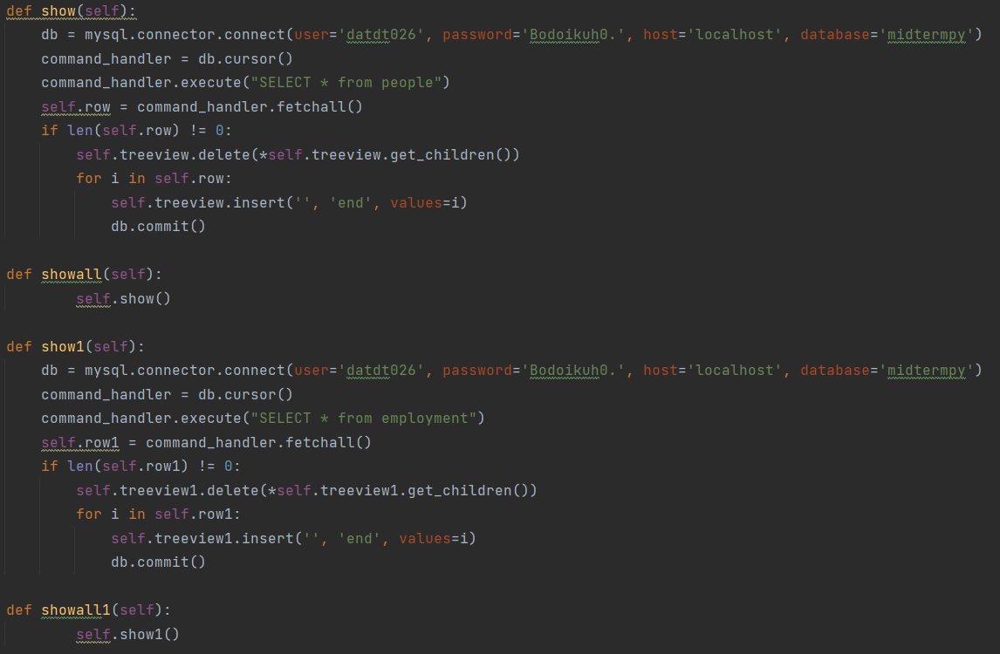 def show(self):
    db = mysql.connector.connect(user='datdt026', password='Bodoikuh0.', host='localhost', database='midtermpy')
    command_handler = db.cursor()
    command_handler.execute("SELECT * from people")
    self.row = command_handler.fetchall()
    if len(self.row) != 0:
        self.treeview.delete(*self.treeview.get_children())
        for i in self.row:
            self.treeview.insert('', 'end', values=i)
            db.commit()

def showall(self):
        self.show()

def show1(self):
    db = mysql.connector.connect(user='datdt026', password='Bodoikuh0.', host='localhost', database='midtermpy')
    command_handler = db.cursor()
    command_handler.execute("SELECT * from employment")
    self.row1 = command_handler.fetchall()
    if len(self.row1) != 0:
        self.treeview1.delete(*self.treeview1.get_children())
        for i in self.row1:
            self.treeview1.insert('', 'end', values=i)
            db.commit()

def showall1(self):
        self.show1()